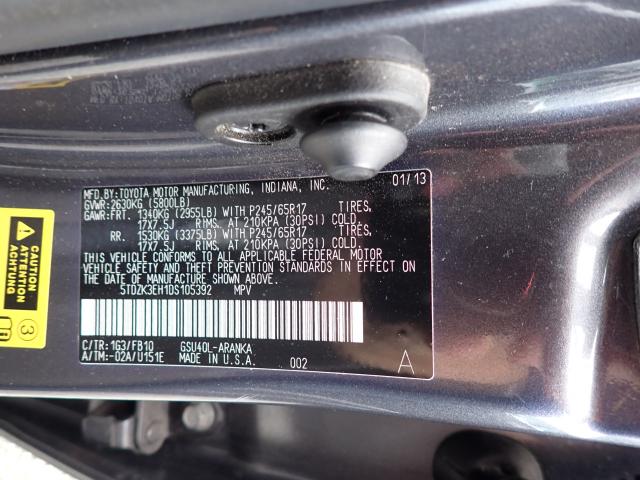 MFD.BY:TOYOTA MOTOR MANUFACTURING, INDIANA, INC. 01/13
GVWR:2630KG (5800LB)
GAWR:FRT. 1340KG (2955LB) WITH P245/65R17 TIRES,
17X7.5J RIMS, AT 210KPA (30PSI) COLD.
RR. 1530KG (3375LB) WITH P245/65R17 TIRES,
17X7.5J RIMS, AT 210KPA (30PSI) COLD.
THIS VEHICLE CONFORMS TO ALL APPLICABLE FEDERAL MOTOR
VEHICLE SAFETY AND THEFT PREVENTION STANDARDS IN EFFECT ON
THE DATE OF MANUFACTURE SHOWN ABOVE.
5TDZK3EH1DS105392 MPV
C/TR:1G3/FB10 GSU40L-ARANKA
A/TM:-02A/U151E MADE IN U.S.A. 002 A
CAUTION
ATTENTION
ACHTUNG
3